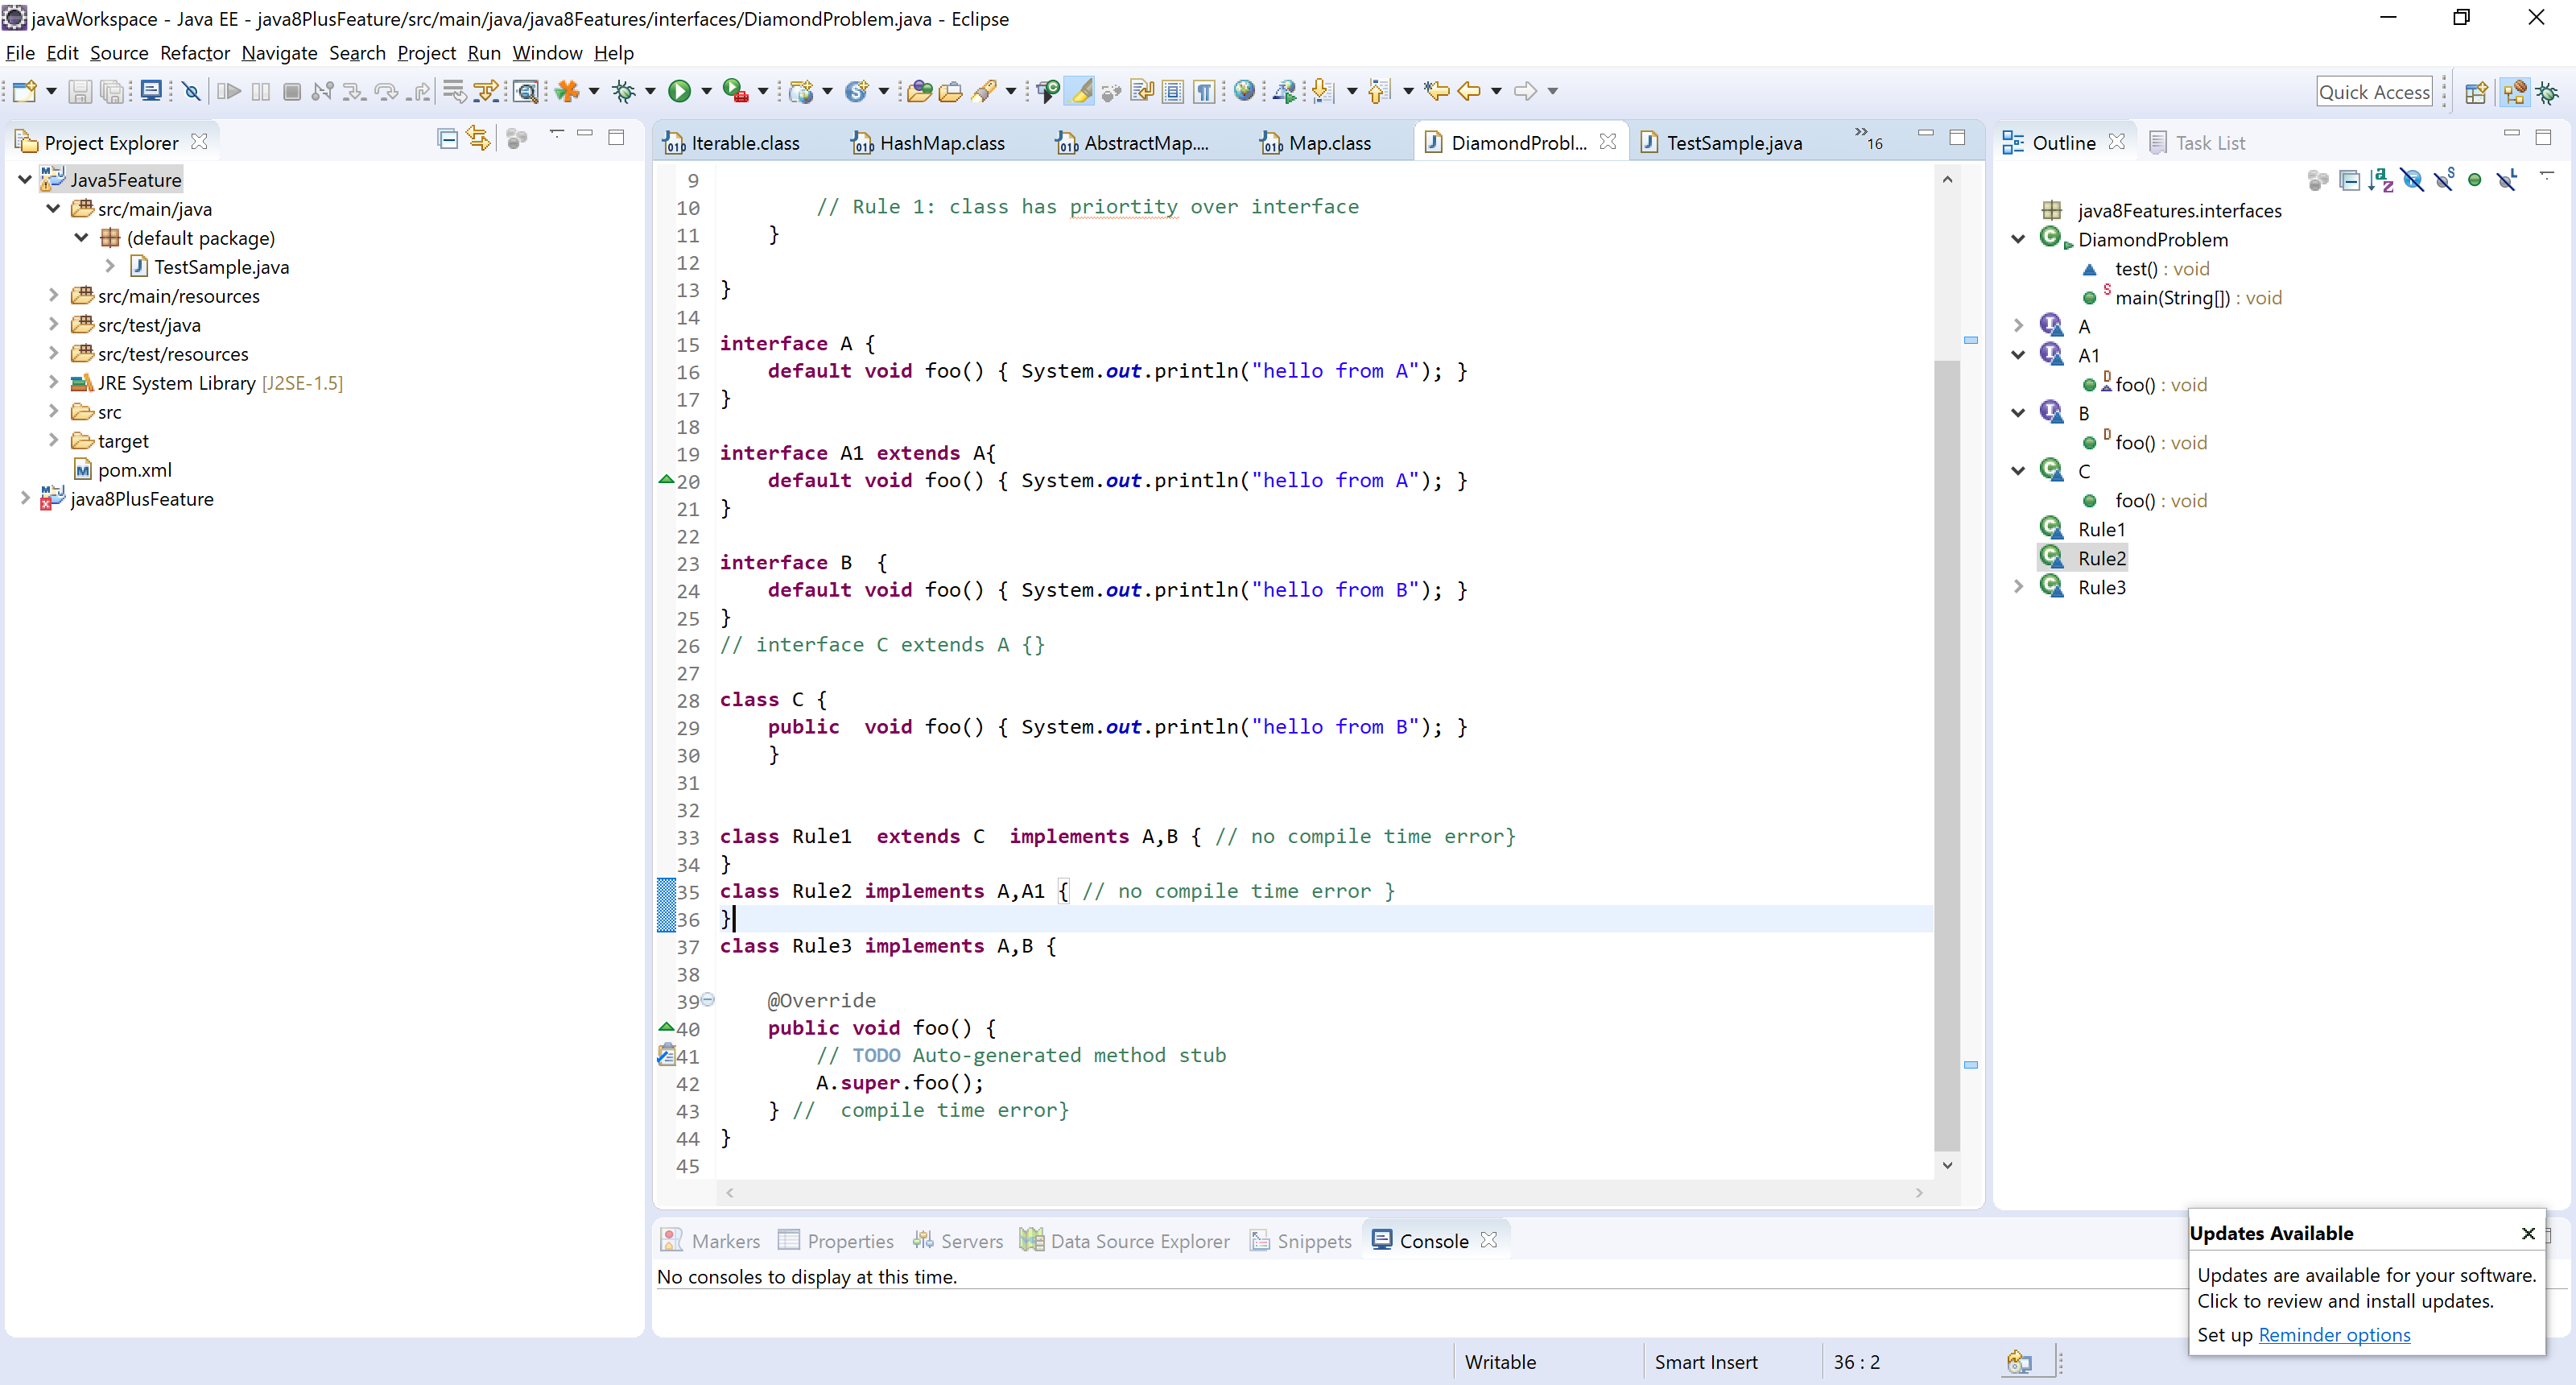 javaWorkspace - Java EE - java8PlusFeature/src/main/java/java8Features/interfaces/DiamondProblem.java - Eclipse
File Edit Source Refactor Navigate Search Project Run Window Help
Quick Access
Project Explorer
Java5Feature
src/main/java
(default package)
TestSample.java
src/main/resources
src/test/java
src/test/resources
JRE System Library [J2SE-1.5]
src
target
pom.xml
java8PlusFeature
Iterable.class HashMap.class AbstractMap.... Map.class DiamondProbl... TestSample.java »16
9
10 // Rule 1: class has priortity over interface
11 }
12
13 }
14
15 interface A {
16 default void foo() { System.out.println("hello from A"); }
17 }
18
19 interface A1 extends A{
20 default void foo() { System.out.println("hello from A"); }
21 }
22
23 interface B  {
24 default void foo() { System.out.println("hello from B"); }
25 }
26 // interface C extends A {}
27
28 class C {
29 public  void foo() { System.out.println("hello from B"); }
30 }
31
32
33 class Rule1  extends C  implements A,B { // no compile time error}
34 }
35 class Rule2 implements A,A1 { // no compile time error }
36 }
37 class Rule3 implements A,B {
38
39 @Override
40 public void foo() {
41 // TODO Auto-generated method stub
42 A.super.foo();
43 } //  compile time error}
44 }
45
Outline Task List
java8Features.interfaces
DiamondProblem
test() : void
main(String[]) : void
A
A1
foo() : void
B
foo() : void
C
foo() : void
Rule1
Rule2
Rule3
Markers Properties Servers Data Source Explorer Snippets Console
No consoles to display at this time.
Updates Available
Updates are available for your software.
Click to review and install updates.
Set up Reminder options
Writable Smart Insert 36 : 2